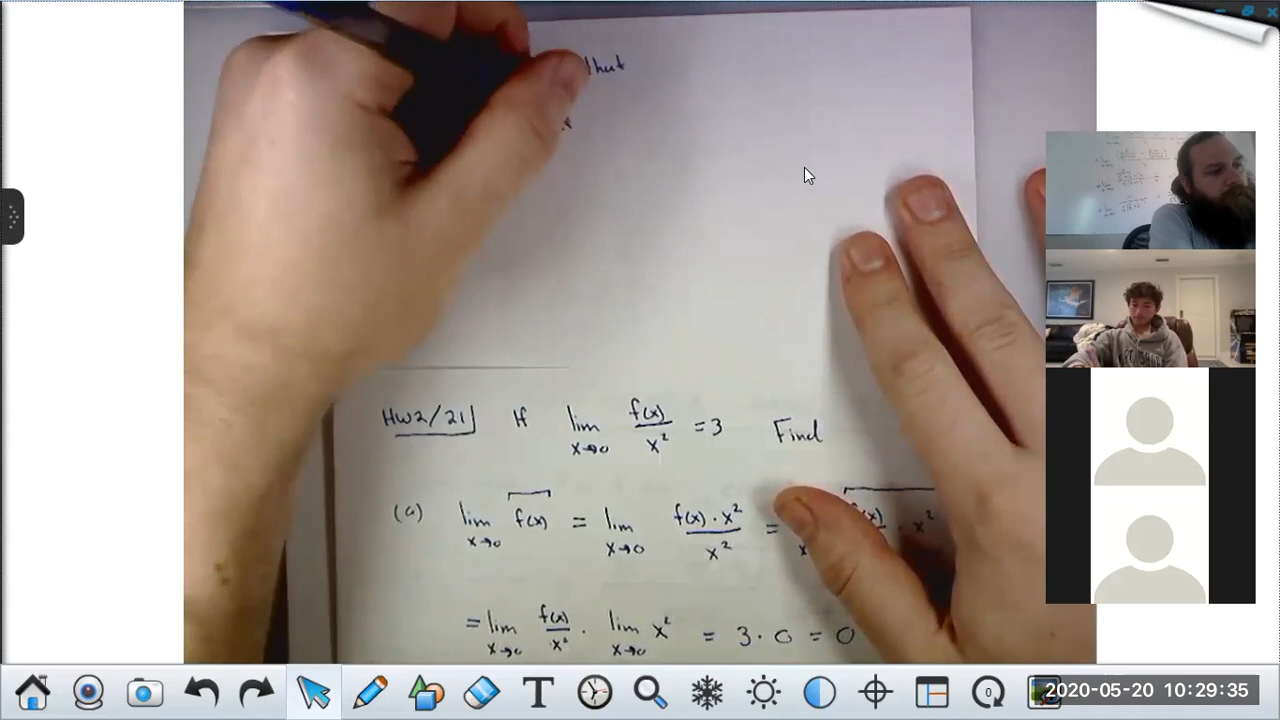 that
HW2/21 If lim x→0 f(x)/x² = 3 Find
(a) lim x→0 f(x) = lim x→0 f(x)·x²/x² = f(x) · x²
= lim x→0 f(x)/x² · lim x→0 x² = 3·0 = 0
2020-05-20 10:29:35